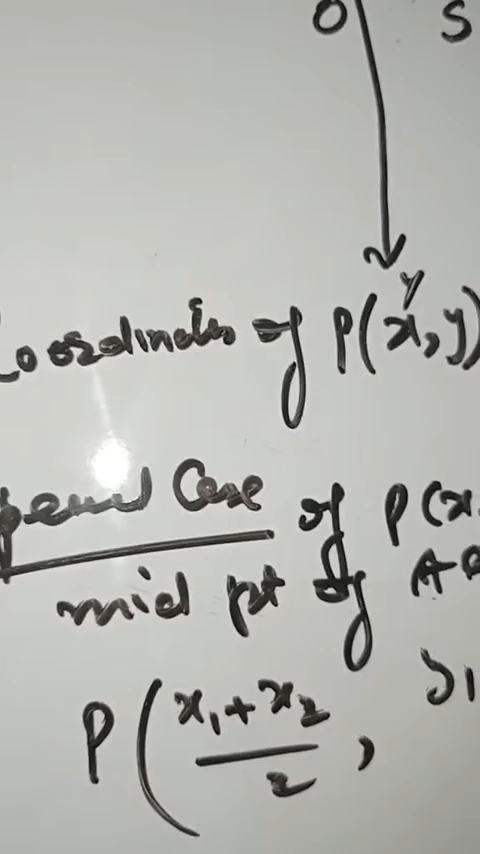 O S
y
Coordinates of P(x, y)
Special Case of P(x,
mid pt of AB
P(x₁+x₂/2, y₁